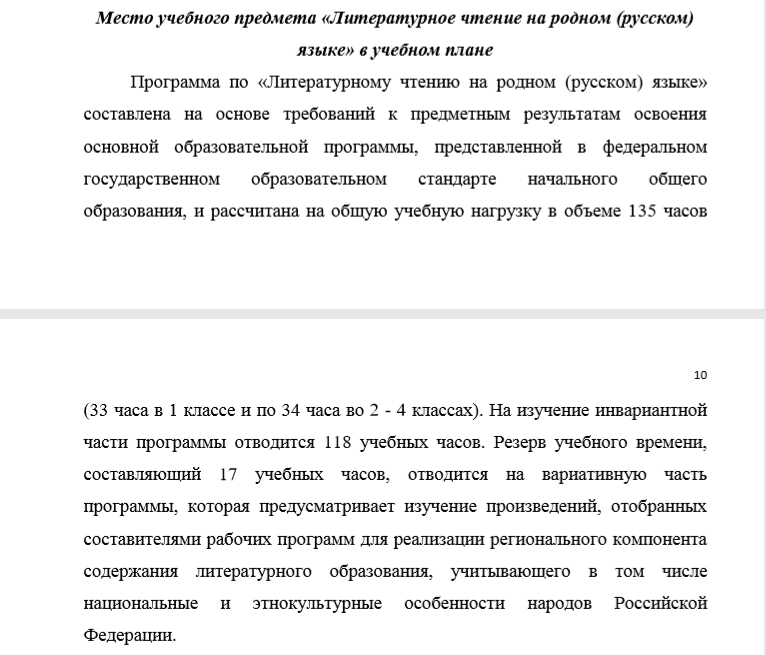 Место учебного предмета «Литературное чтение на родном (русском)
языке» в учебном плане
Программа по «Литературному чтению на родном (русском) языке»
составлена на основе требований к предметным результатам освоения
основной образовательной программы, представленной в федеральном
государственном образовательном стандарте начального общего
образования, и рассчитана на общую учебную нагрузку в объеме 135 часов
10
(33 часа в 1 классе и по 34 часа во 2 - 4 классах). На изучение инвариантной
части программы отводится 118 учебных часов. Резерв учебного времени,
составляющий 17 учебных часов, отводится на вариативную часть
программы, которая предусматривает изучение произведений, отобранных
составителями рабочих программ для реализации регионального компонента
содержания литературного образования, учитывающего в том числе
национальные и этнокультурные особенности народов Российской
Федерации.